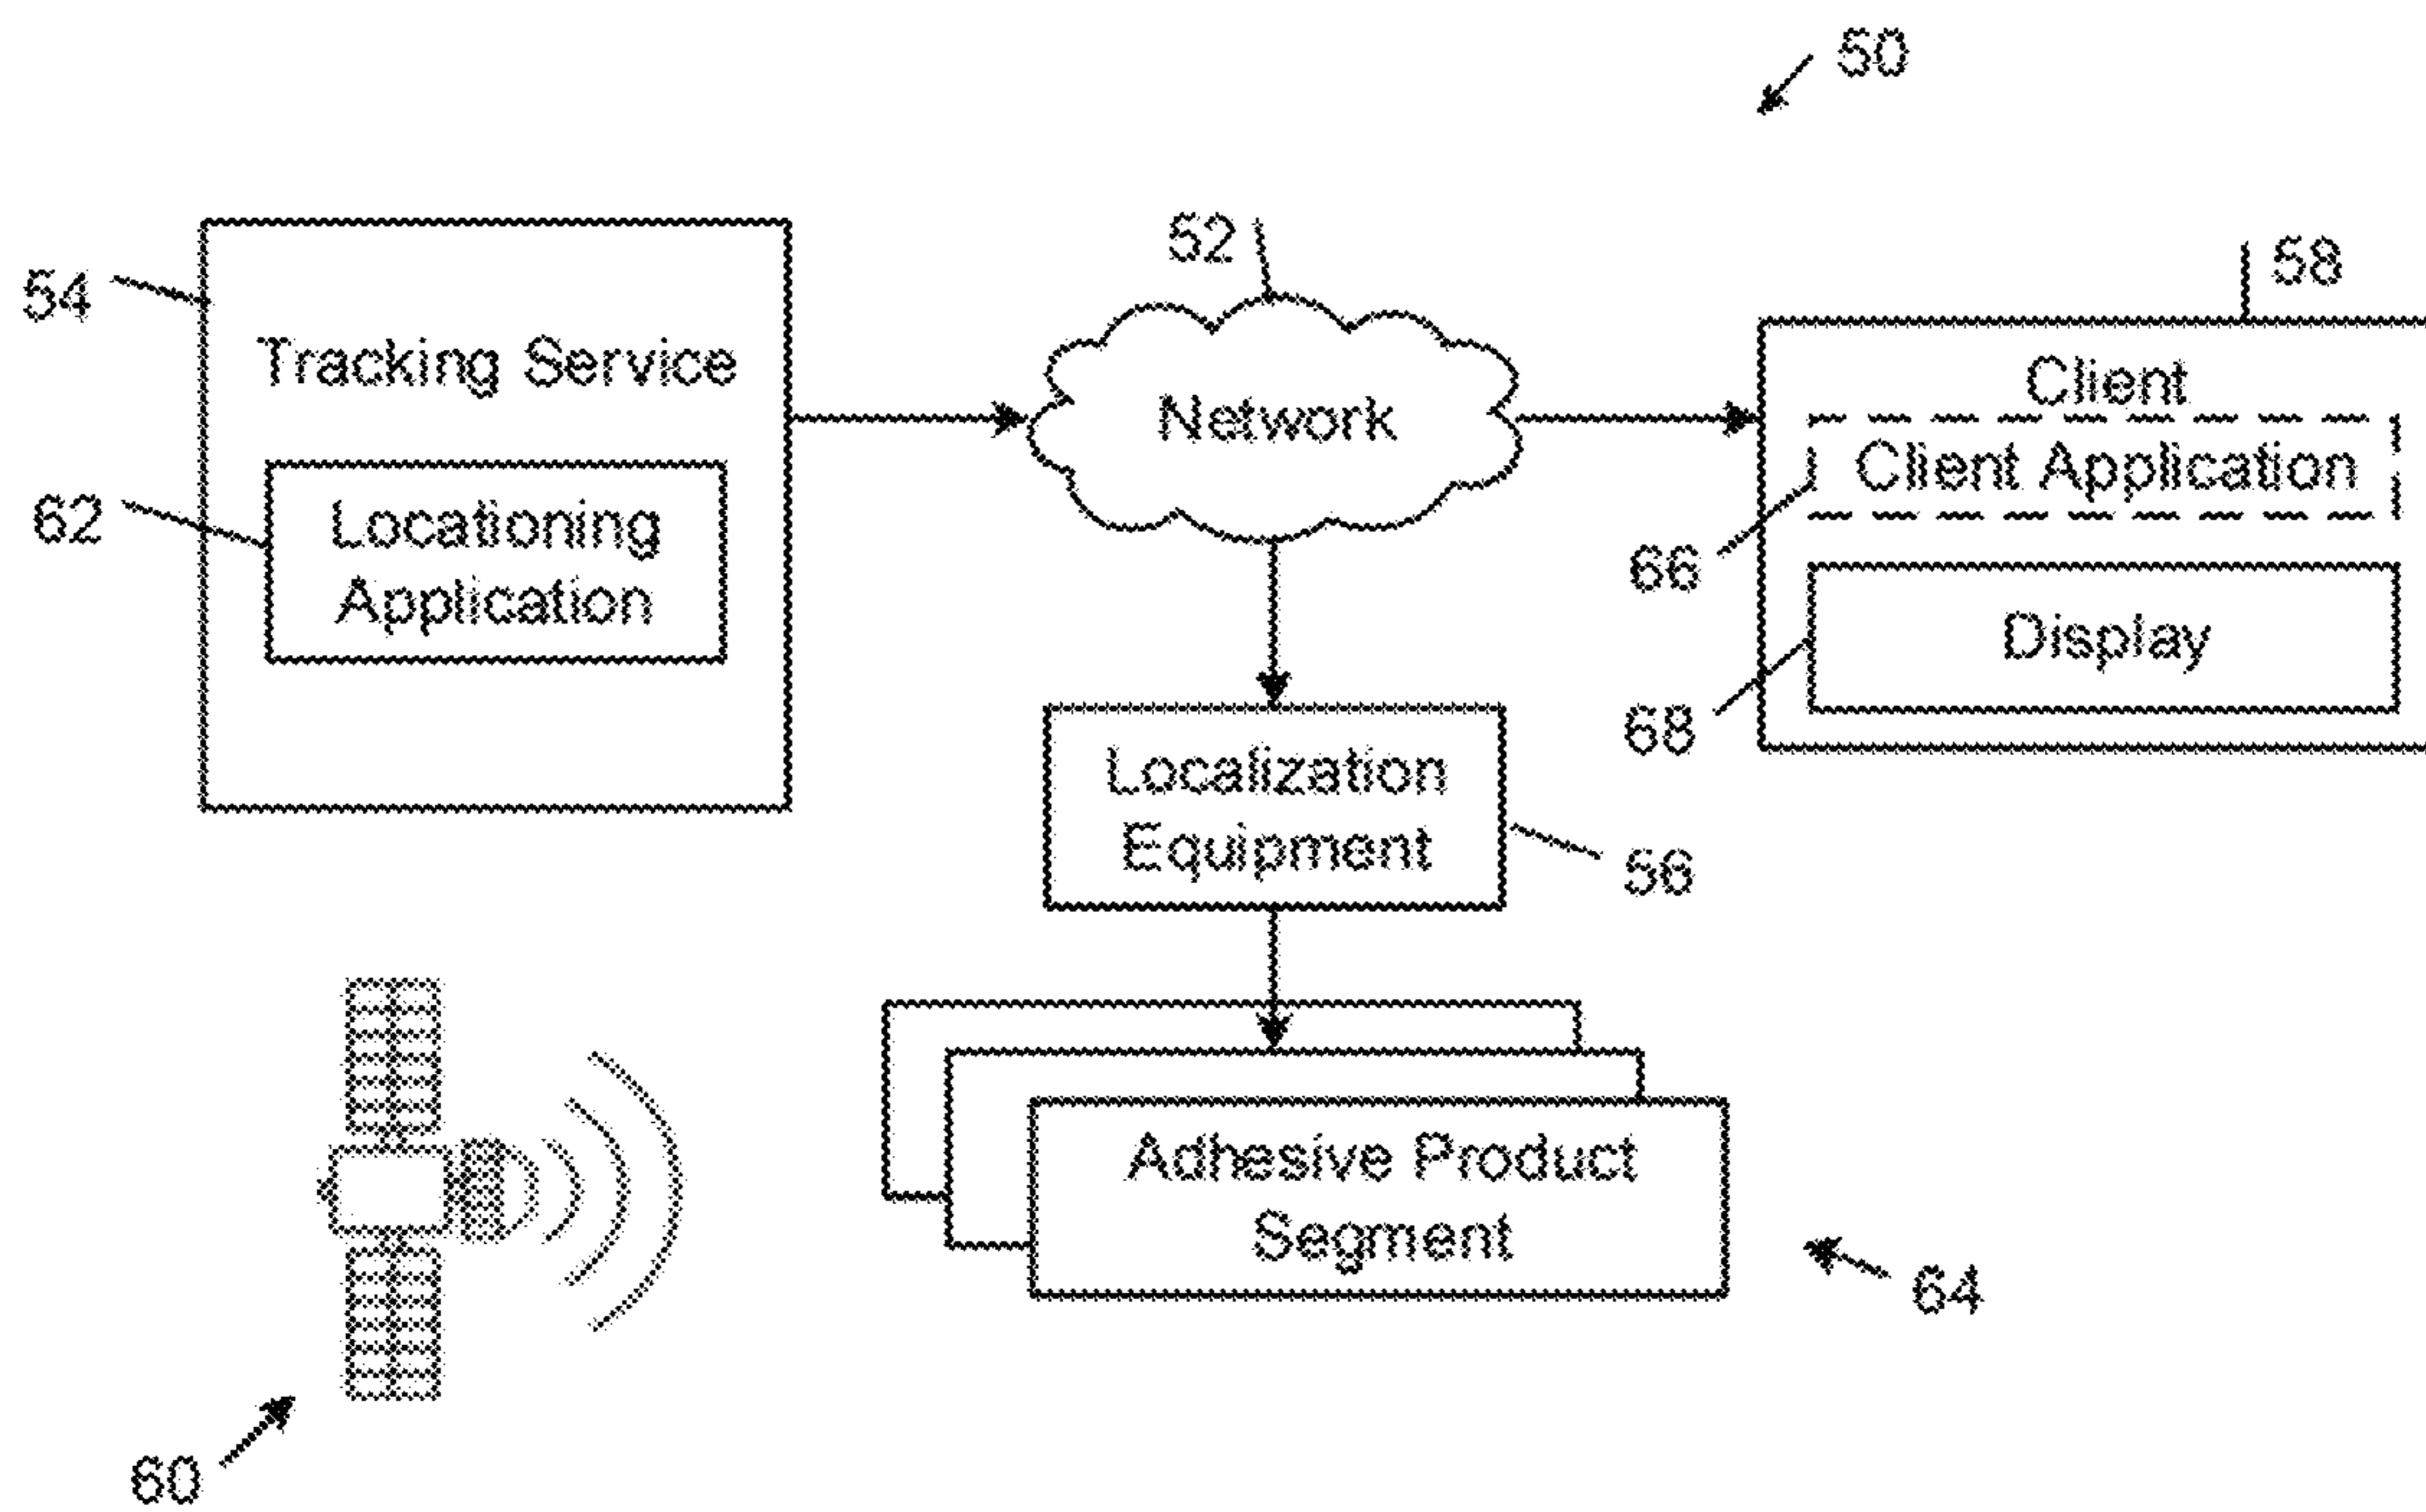 50
52
58
54
Tracking Service
Client
Network
Client Application
62
Locationing
Application
66
Display
68
Localization
Equipment
56
Adhesive Product
Segment
64
60